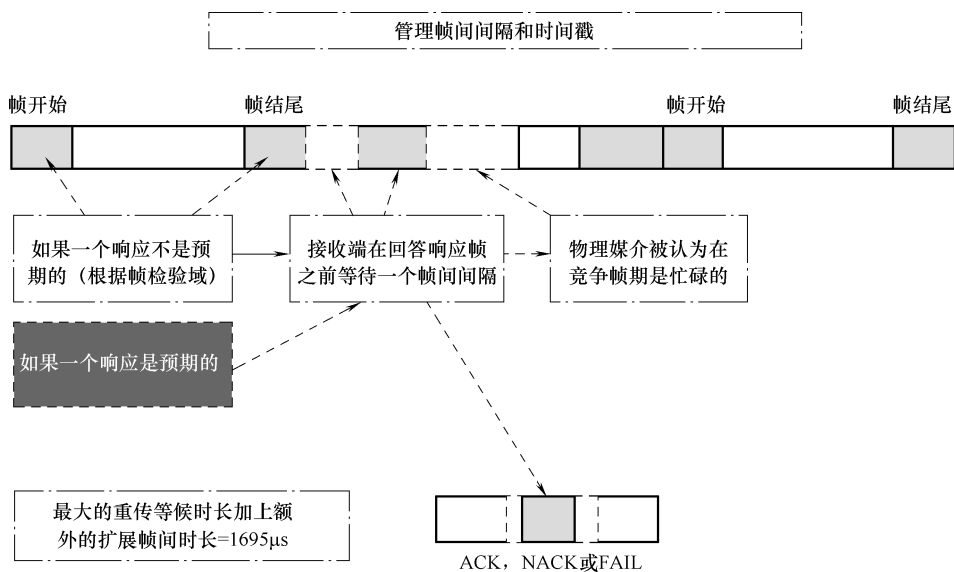 管理帧间间隔和时间戳
帧开始
帧结尾
帧开始
帧结尾
如果一个响应不是预
期的（根据帧检验域）
接收端在回答响应帧
之前等待一个帧间间隔
物理媒介被认为在
竞争帧期是忙碌的
如果一个响应是预期的
最大的重传等候时长加上额
外的扩展帧间时长=1695μs
ACK，NACK或FAIL